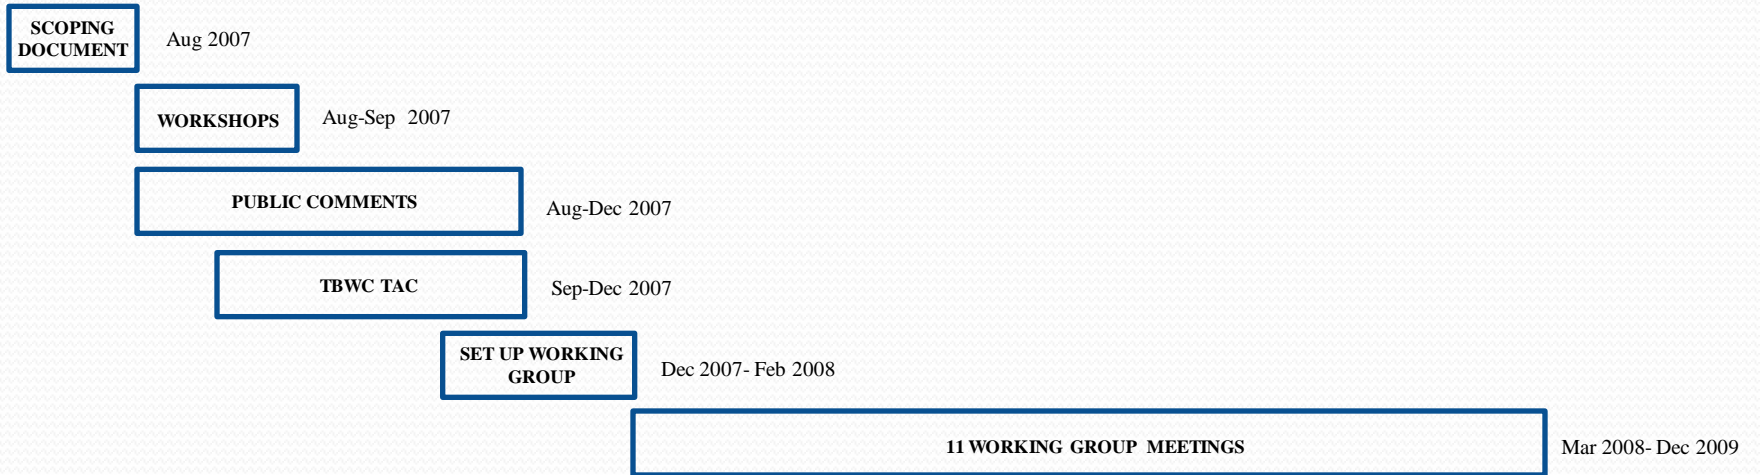 SCOPING
DOCUMENT
Aug 2007
WORKSHOPS
Aug-Sep 2007
PUBLIC COMMENTS
Aug-Dec 2007
TBWC TAC
Sep-Dec 2007
SET UP WORKING
GROUP
Dec 2007- Feb 2008
11 WORKING GROUP MEETINGS
Mar 2008- Dec 2009